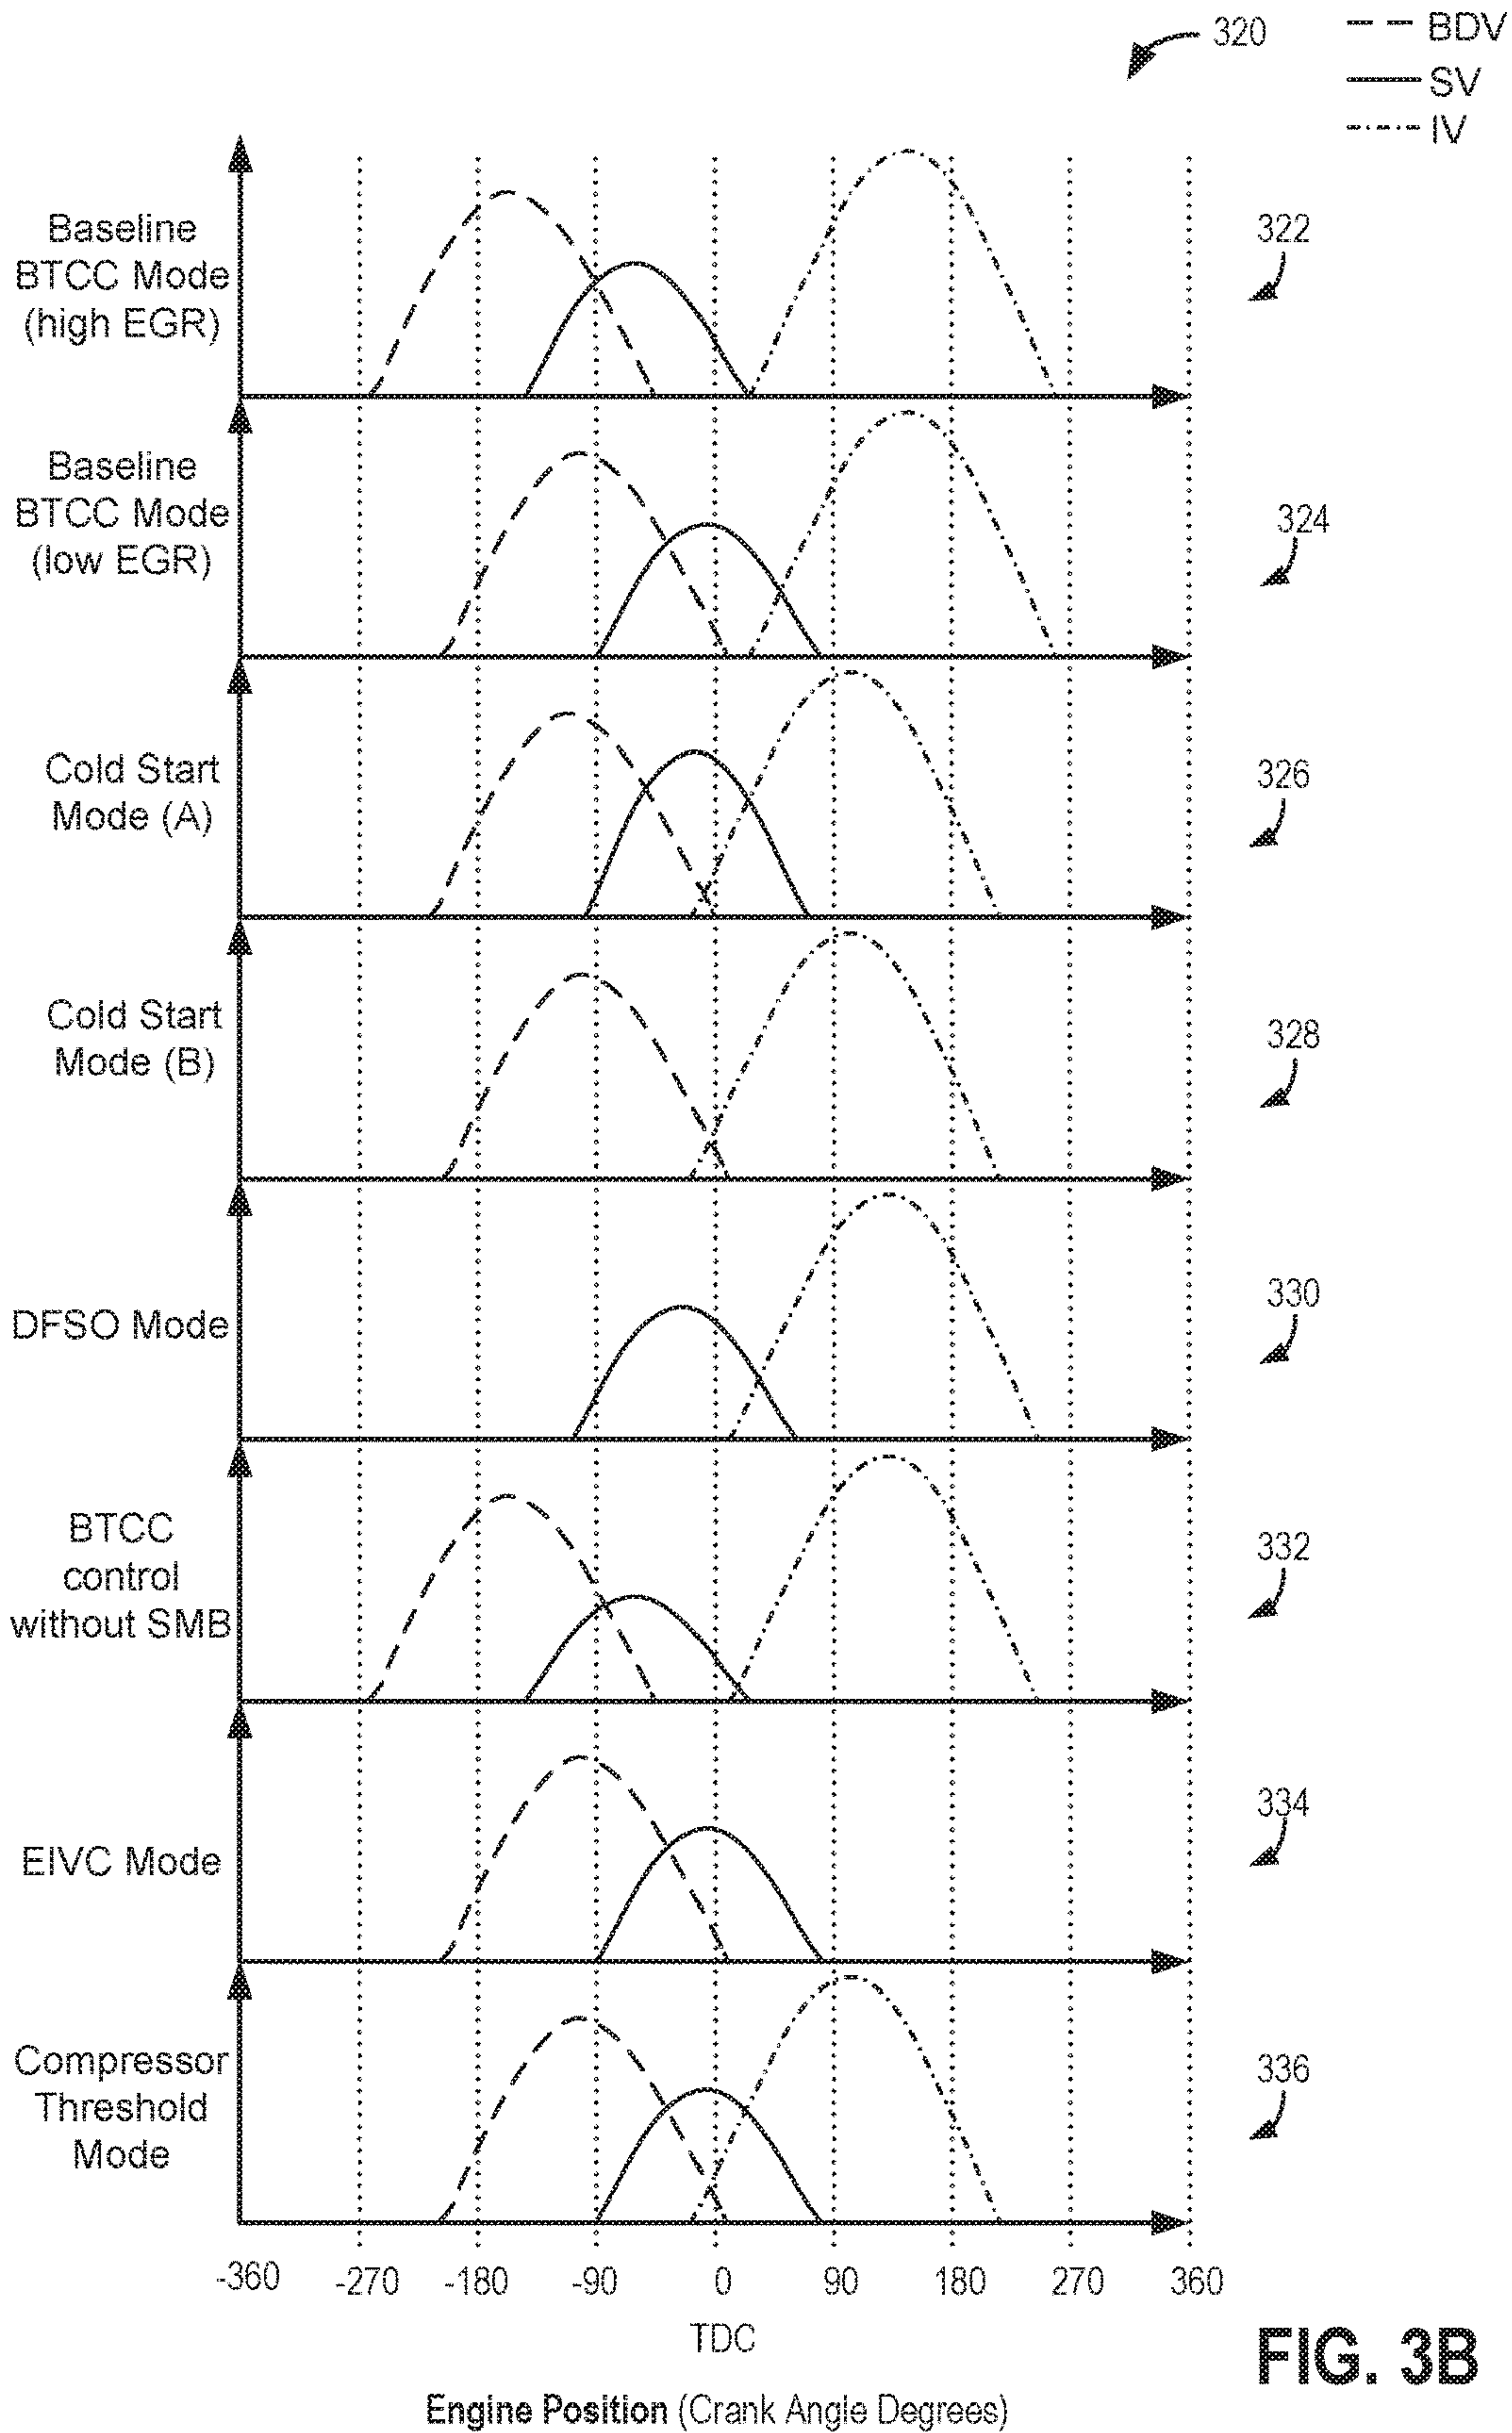 320
BDV
SV
IV
Baseline
BTCC Mode
(high EGR)
322
Baseline
BTCC Mode
(low EGR)
324
Cold Start
Mode (A)
326
Cold Start
Mode (B)
328
DFSO Mode
330
BTCC
control
without SMB
332
EIVC Mode
334
Compressor
Threshold
Mode
336
-360 -270 -180 -90 0 90 180 270 360
TDC
Engine Position (Crank Angle Degrees)
FIG. 3B